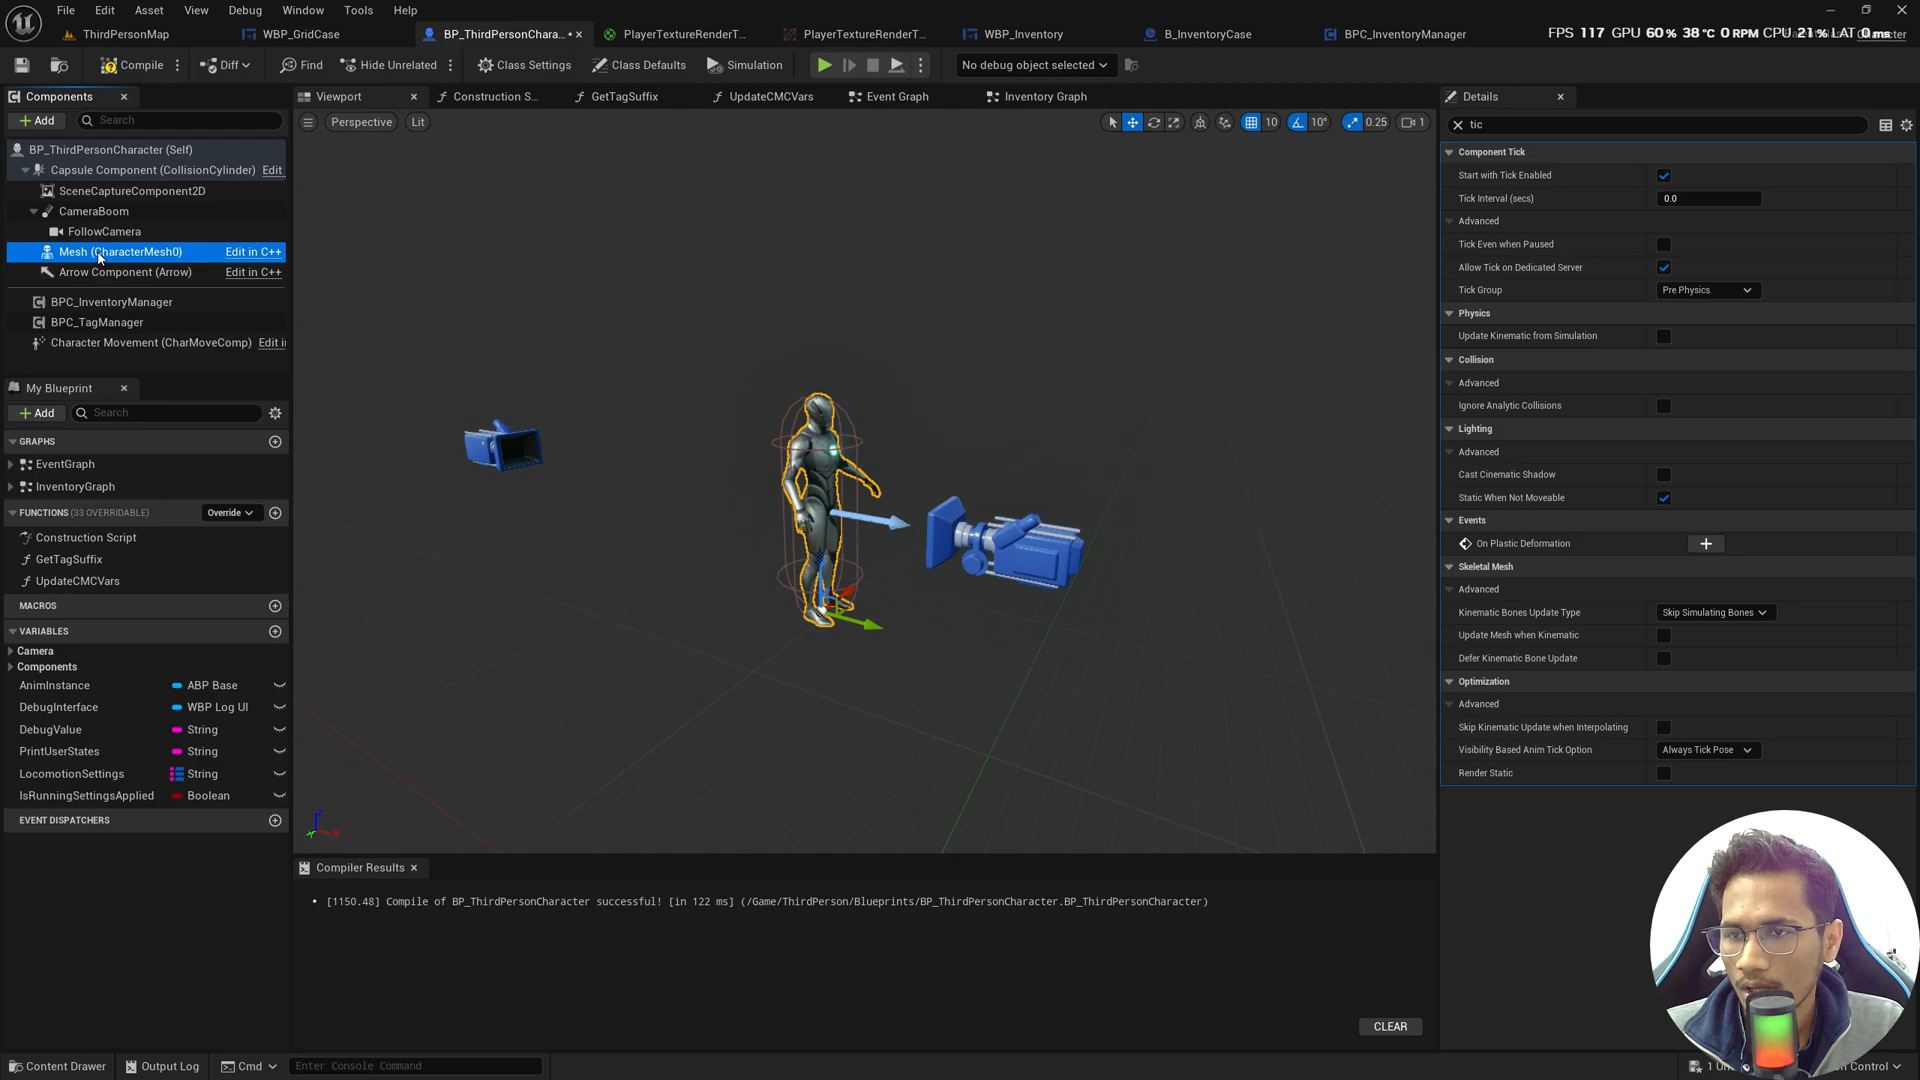 File Edit Asset View Debug Window Tools Help
ThirdPersonMap WBP_GridCase BP_ThirdPersonChara... • PlayerTextureRenderT... PlayerTextureRenderT... WBP_Inventory B_InventoryCase BPC_InventoryManager FPS 117 GPU 60 % 38 °C 0 RPM CPU 21 % LAT 0 ms
Compile Diff Find Hide Unrelated Class Settings Class Defaults Simulation No debug object selected
Components
Add Search
BP_ThirdPersonCharacter (Self)
Capsule Component (CollisionCylinder) Edit
SceneCaptureComponent2D
CameraBoom
FollowCamera
Mesh (CharacterMesh0) Edit in C++
Arrow Component (Arrow) Edit in C++
BPC_InventoryManager
BPC_TagManager
Character Movement (CharMoveComp) Edit i
My Blueprint
Add Search
GRAPHS
EventGraph
InventoryGraph
FUNCTIONS (33 OVERRIDABLE) Override
Construction Script
GetTagSuffix
UpdateCMCVars
MACROS
VARIABLES
Camera
Components
AnimInstance ABP Base
DebugInterface WBP Log UI
DebugValue String
PrintUserStates String
LocomotionSettings String
IsRunningSettingsApplied Boolean
EVENT DISPATCHERS
Viewport Construction S... GetTagSuffix UpdateCMCVars Event Graph Inventory Graph
Perspective Lit 10 10° 0.25 1
Compiler Results
[1150.48] Compile of BP_ThirdPersonCharacter successful! [in 122 ms] (/Game/ThirdPerson/Blueprints/BP_ThirdPersonCharacter.BP_ThirdPersonCharacter)
CLEAR
Details
tic
Component Tick
Start with Tick Enabled
Tick Interval (secs) 0.0
Advanced
Tick Even when Paused
Allow Tick on Dedicated Server
Tick Group Pre Physics
Physics
Update Kinematic from Simulation
Collision
Advanced
Ignore Analytic Collisions
Lighting
Advanced
Cast Cinematic Shadow
Static When Not Moveable
Events
On Plastic Deformation
Skeletal Mesh
Advanced
Kinematic Bones Update Type Skip Simulating Bones
Update Mesh when Kinematic
Defer Kinematic Bone Update
Optimization
Advanced
Skip Kinematic Update when Interpolating
Visibility Based Anim Tick Option Always Tick Pose
Render Static
Content Drawer Output Log Cmd Enter Console Command 1 Un Control